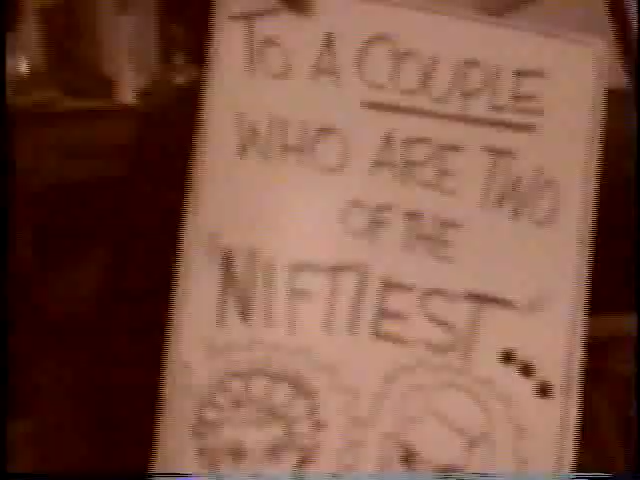 To A COUPLE
WHO ARE TWO
OF THE
NIFTIEST...